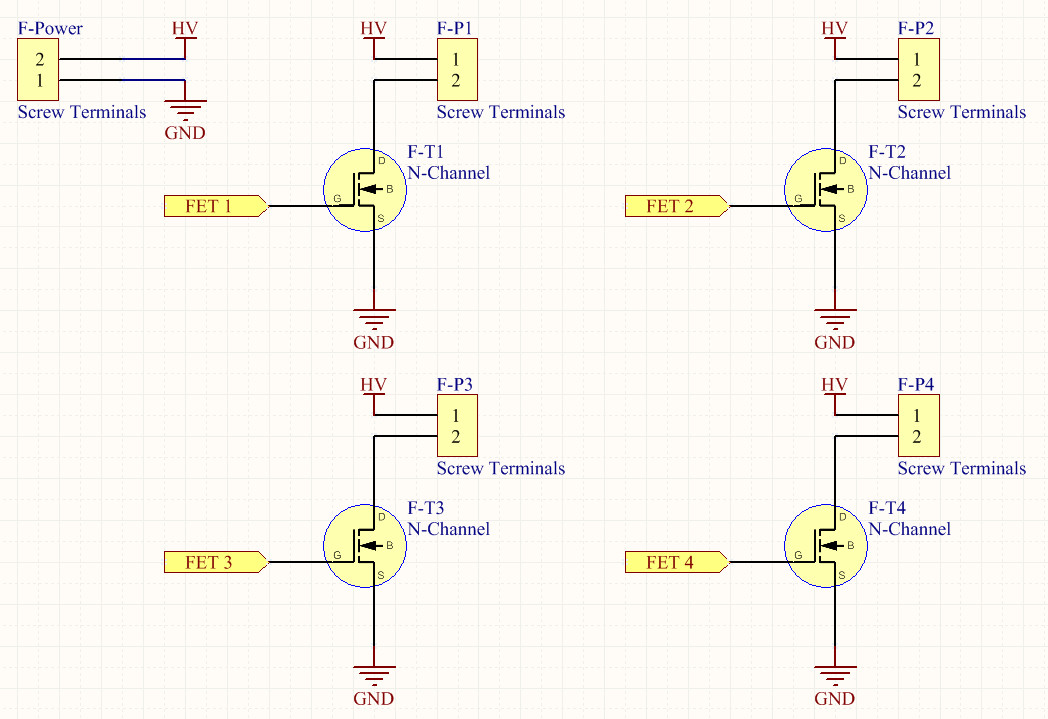 F-Power
HV
2
1
Screw Terminals
GND
HV
F-P1
1
2
Screw Terminals
F-T1
N-Channel
D
B
G
S
FET 1
GND
HV
F-P2
1
2
Screw Terminals
F-T2
N-Channel
D
B
G
S
FET 2
GND
HV
F-P3
1
2
Screw Terminals
F-T3
N-Channel
D
B
G
S
FET 3
GND
HV
F-P4
1
2
Screw Terminals
F-T4
N-Channel
D
B
G
S
FET 4
GND